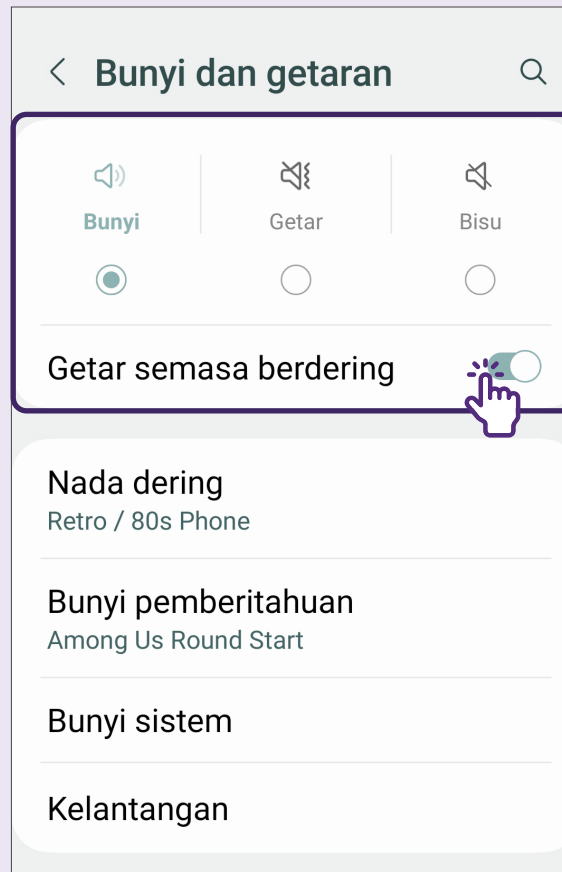 Bunyi dan getaran
Bunyi
Getar
Bisu
Getar semasa berdering
Nada dering
Retro / 80s Phone
Bunyi pemberitahuan
Among Us Round Start
Bunyi sistem
Kelantangan